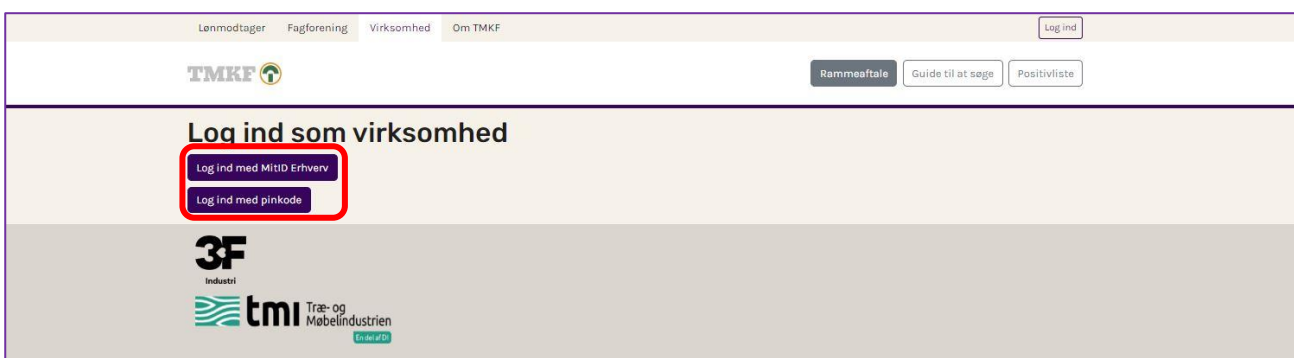 Lønmodtager Fagforening Virksomhed Om TMKF Log ind
TMKF Rammeaftale Guide til at søge Positivliste
Log ind som virksomhed
Log ind med MitID Erhverv
Log ind med pinkode
3F
Industri
tmi Træ- og
Møbelindustrien
En del af DI